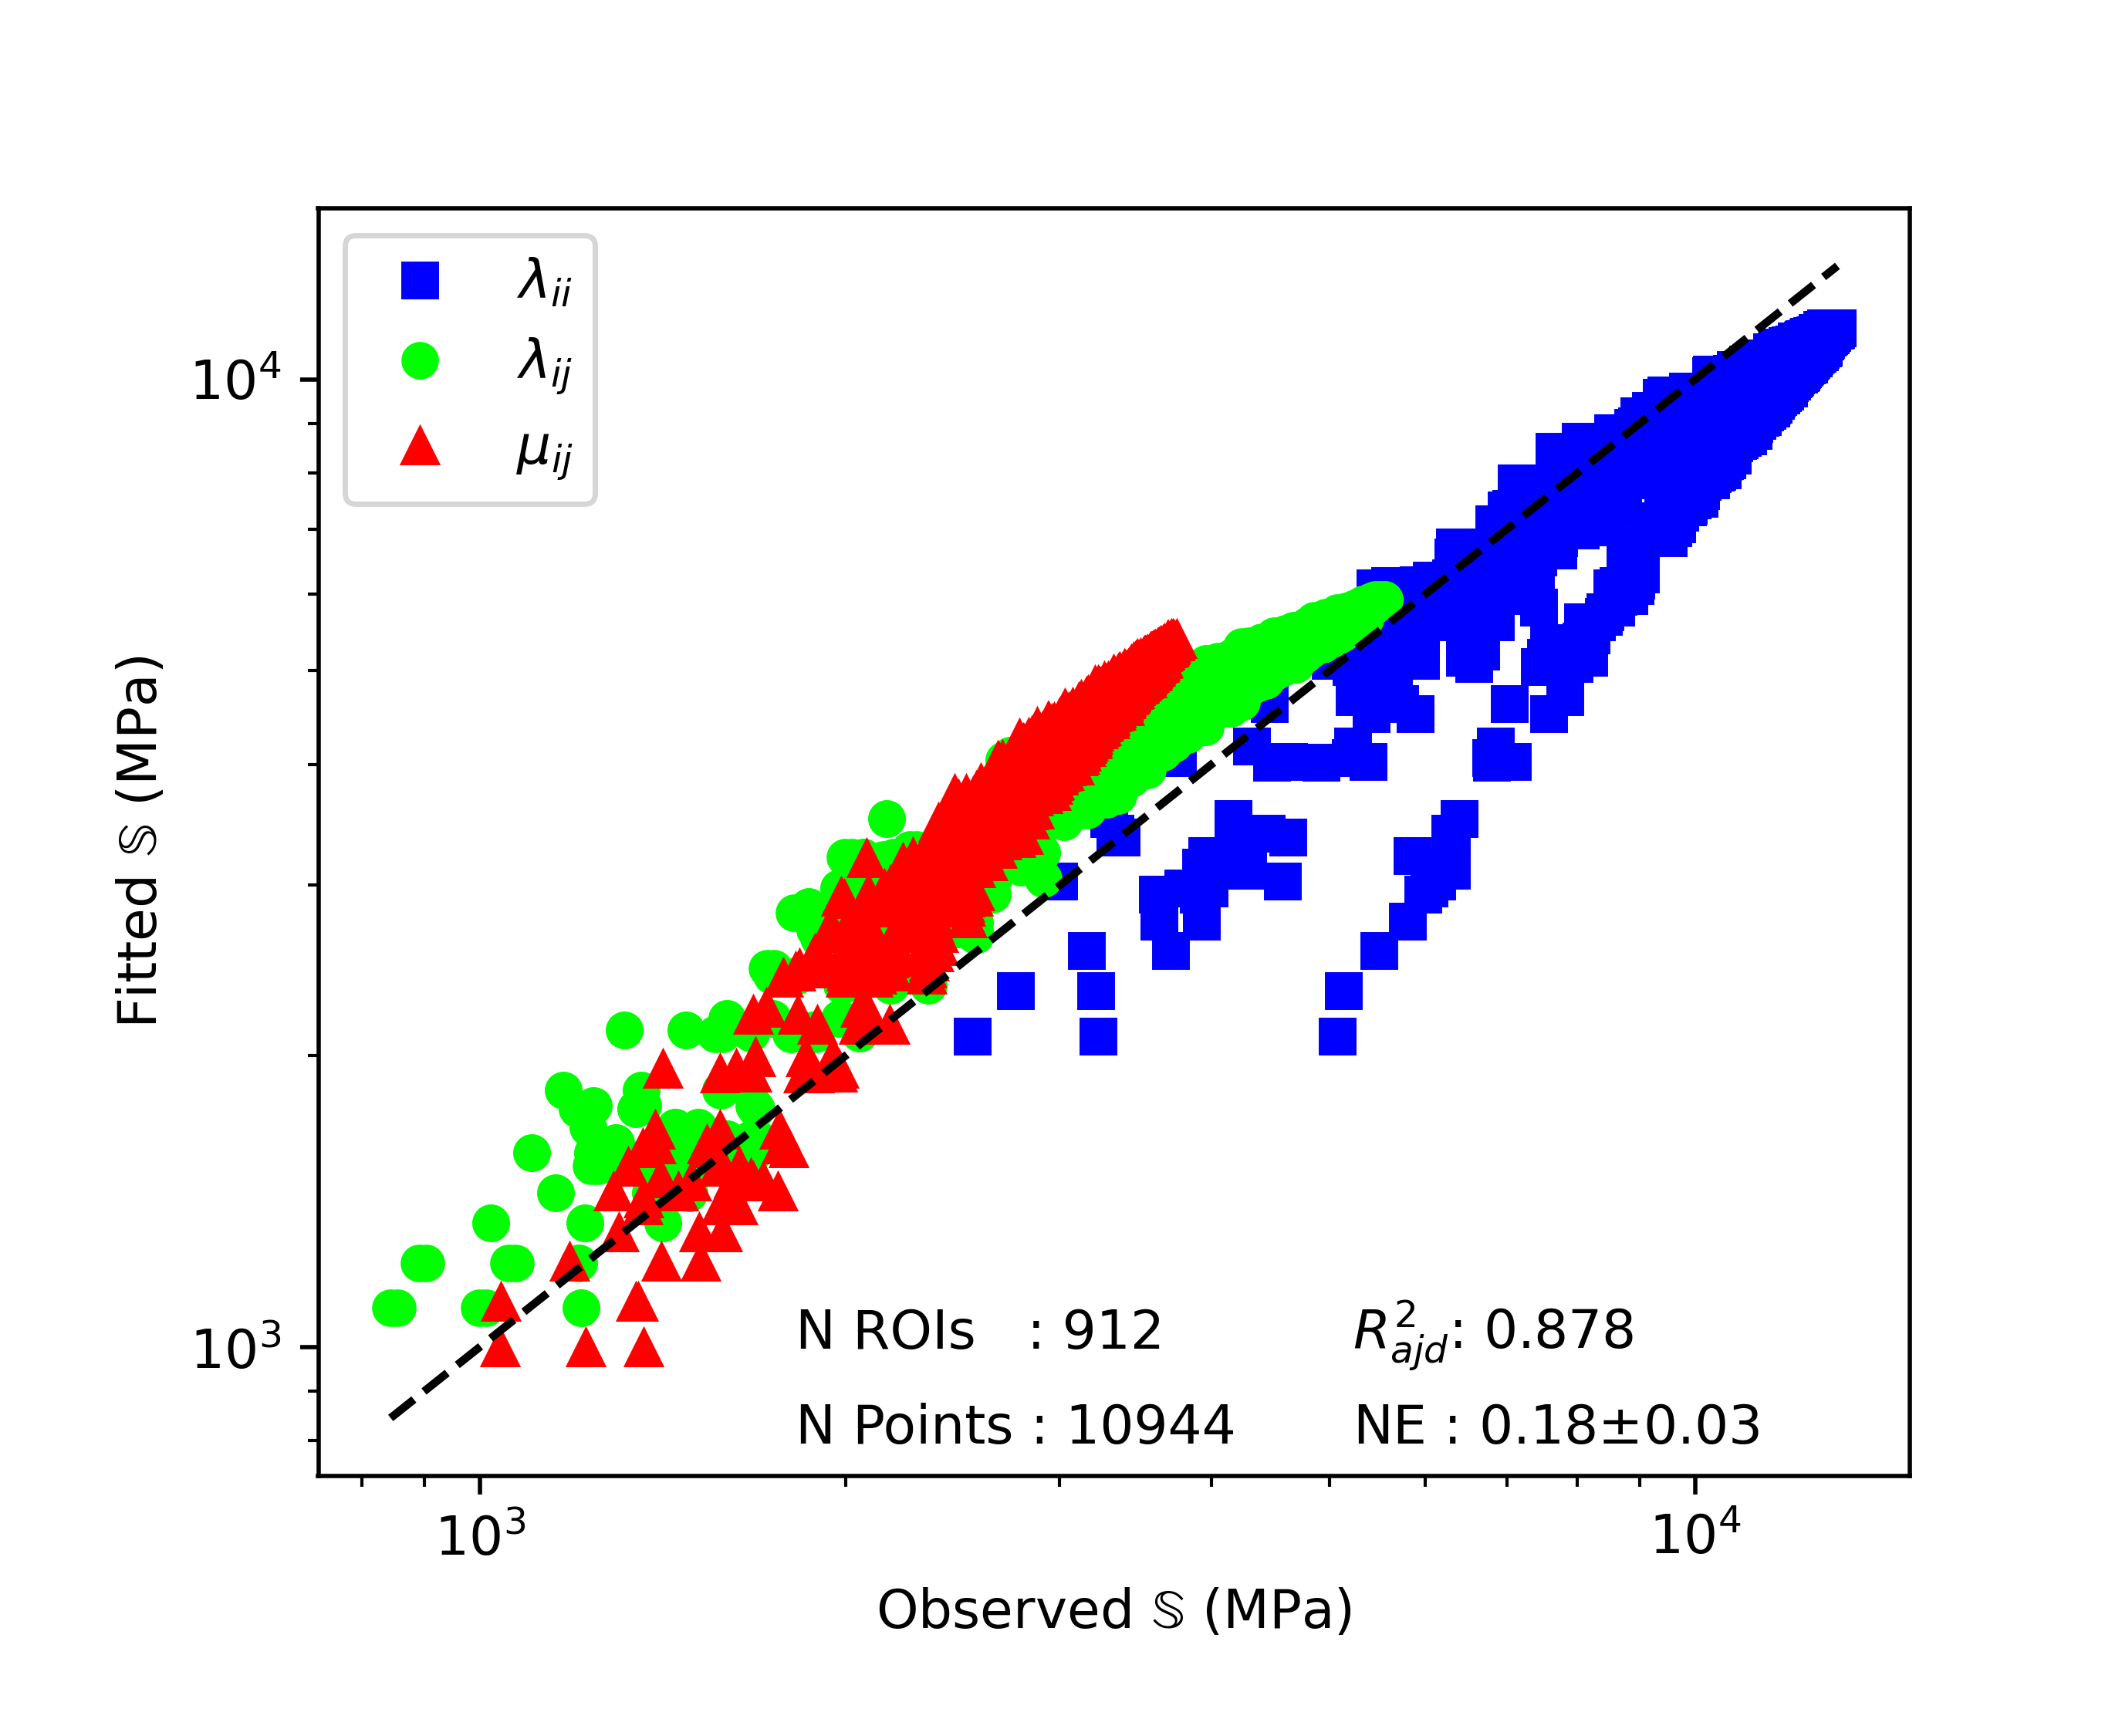 λii
λij
μij
10⁴
10³
Fitted 𝕊 (MPa)
N ROIs : 912
R²ajd: 0.878
N Points : 10944
NE : 0.18±0.03
10³
10⁴
Observed 𝕊 (MPa)